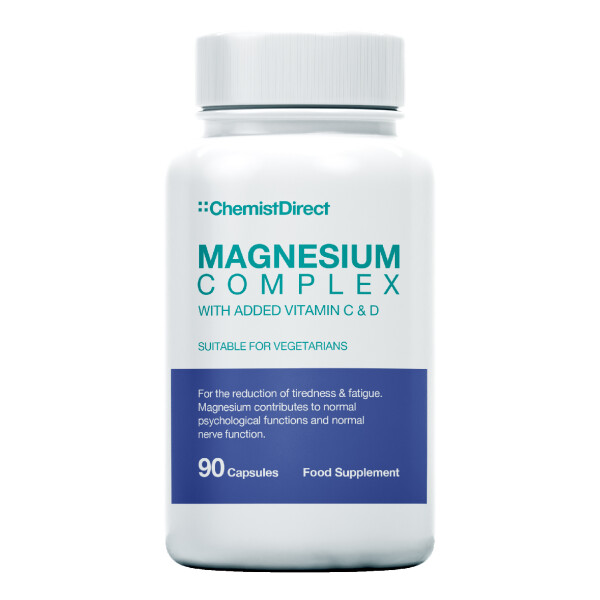 ChemistDirect
MAGNESIUM
COMPLEX
WITH ADDED VITAMIN C & D
SUITABLE FOR VEGETARIANS
For the reduction of tiredness & fatigue.
Magnesium contributes to normal
psychological functions and normal
nerve function.
90 Capsules Food Supplement